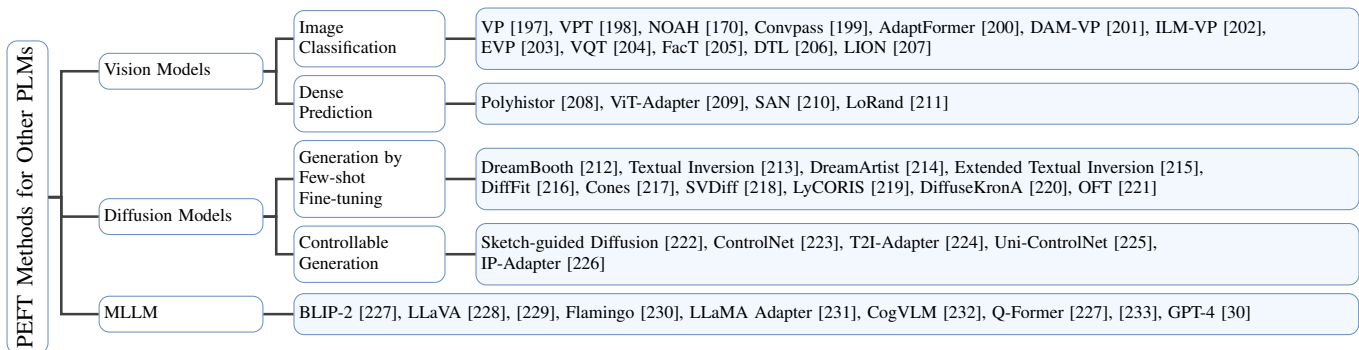 PEFT Methods for Other PLMs
Vision Models
Image
Classification
VP [197], VPT [198], NOAH [170], Convpass [199], AdaptFormer [200], DAM-VP [201], ILM-VP [202],
EVP [203], VQT [204], FacT [205], DTL [206], LION [207]
Dense
Prediction
Polyhistor [208], ViT-Adapter [209], SAN [210], LoRand [211]
Diffusion Models
Generation by
Few-shot
Fine-tuning
DreamBooth [212], Textual Inversion [213], DreamArtist [214], Extended Textual Inversion [215],
DiffFit [216], Cones [217], SVDiff [218], LyCORIS [219], DiffuseKronA [220], OFT [221]
Controllable
Generation
Sketch-guided Diffusion [222], ControlNet [223], T2I-Adapter [224], Uni-ControlNet [225],
IP-Adapter [226]
MLLM
BLIP-2 [227], LLaVA [228], [229], Flamingo [230], LLaMA Adapter [231], CogVLM [232], Q-Former [227], [233], GPT-4 [30]